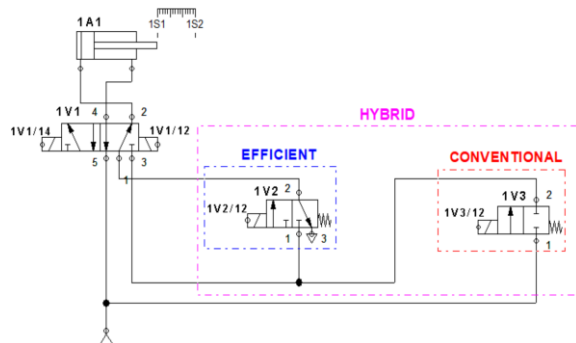 1S1 1S2
1A1
1V1 4 2
1V1/14 1V1/12
5 1 3
HYBRID
EFFICIENT
CONVENTIONAL
1V2 2
1V2/12
1 3
1V3 2
1V3/12
1